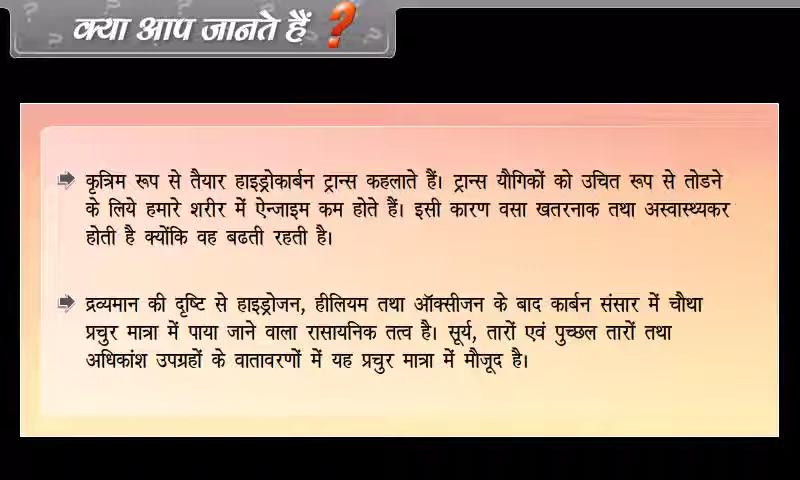 क्या आप जानते हैं ?
कृत्रिम रूप से तैयार हाइड्रोकार्बन ट्रान्स कहलाते हैं। ट्रान्स यौगिकों को उचित रूप से तोडने
के लिये हमारे शरीर में ऐन्जाइम कम होते हैं। इसी कारण वसा खतरनाक तथा अस्वास्थ्यकर
होती है क्योंकि वह बढती रहती है।
द्रव्यमान की दृष्टि से हाइड्रोजन, हीलियम तथा ऑक्सीजन के बाद कार्बन संसार में चौथा
प्रचुर मात्रा में पाया जाने वाला रासायनिक तत्व है। सूर्य, तारों एवं पुच्छल तारों तथा
अधिकांश उपग्रहों के वातावरणों में यह प्रचुर मात्रा में मौजूद है।